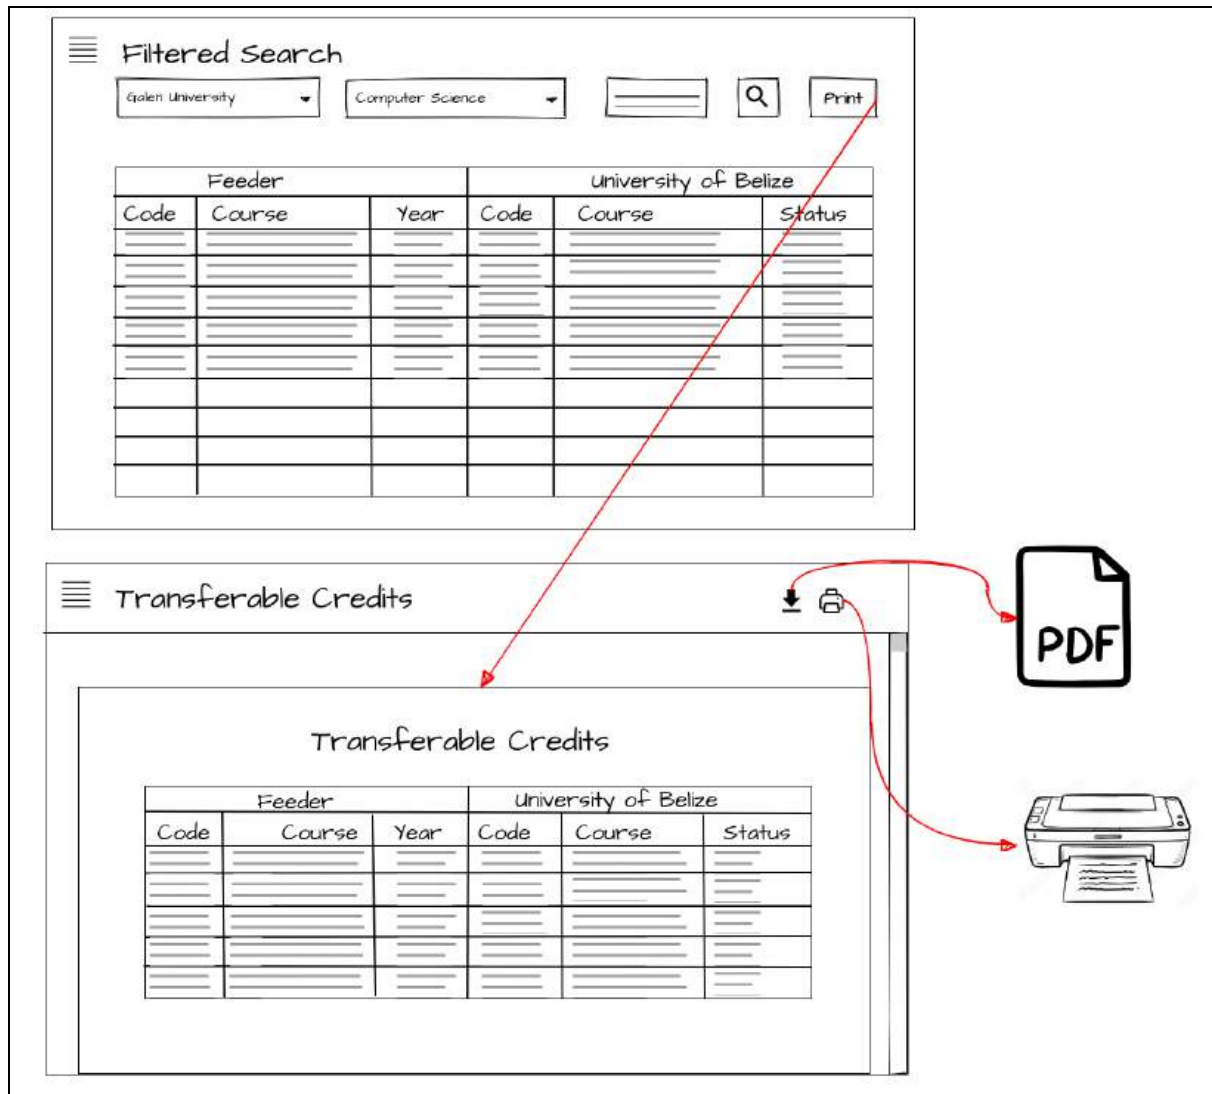 Filtered Search
Galen University
Computer Science
Print
Feeder University of Belize
Code Course Year Code Course Status
Transferable Credits
PDF
Transferable Credits
Feeder University of Belize
Code Course Year Code Course Status